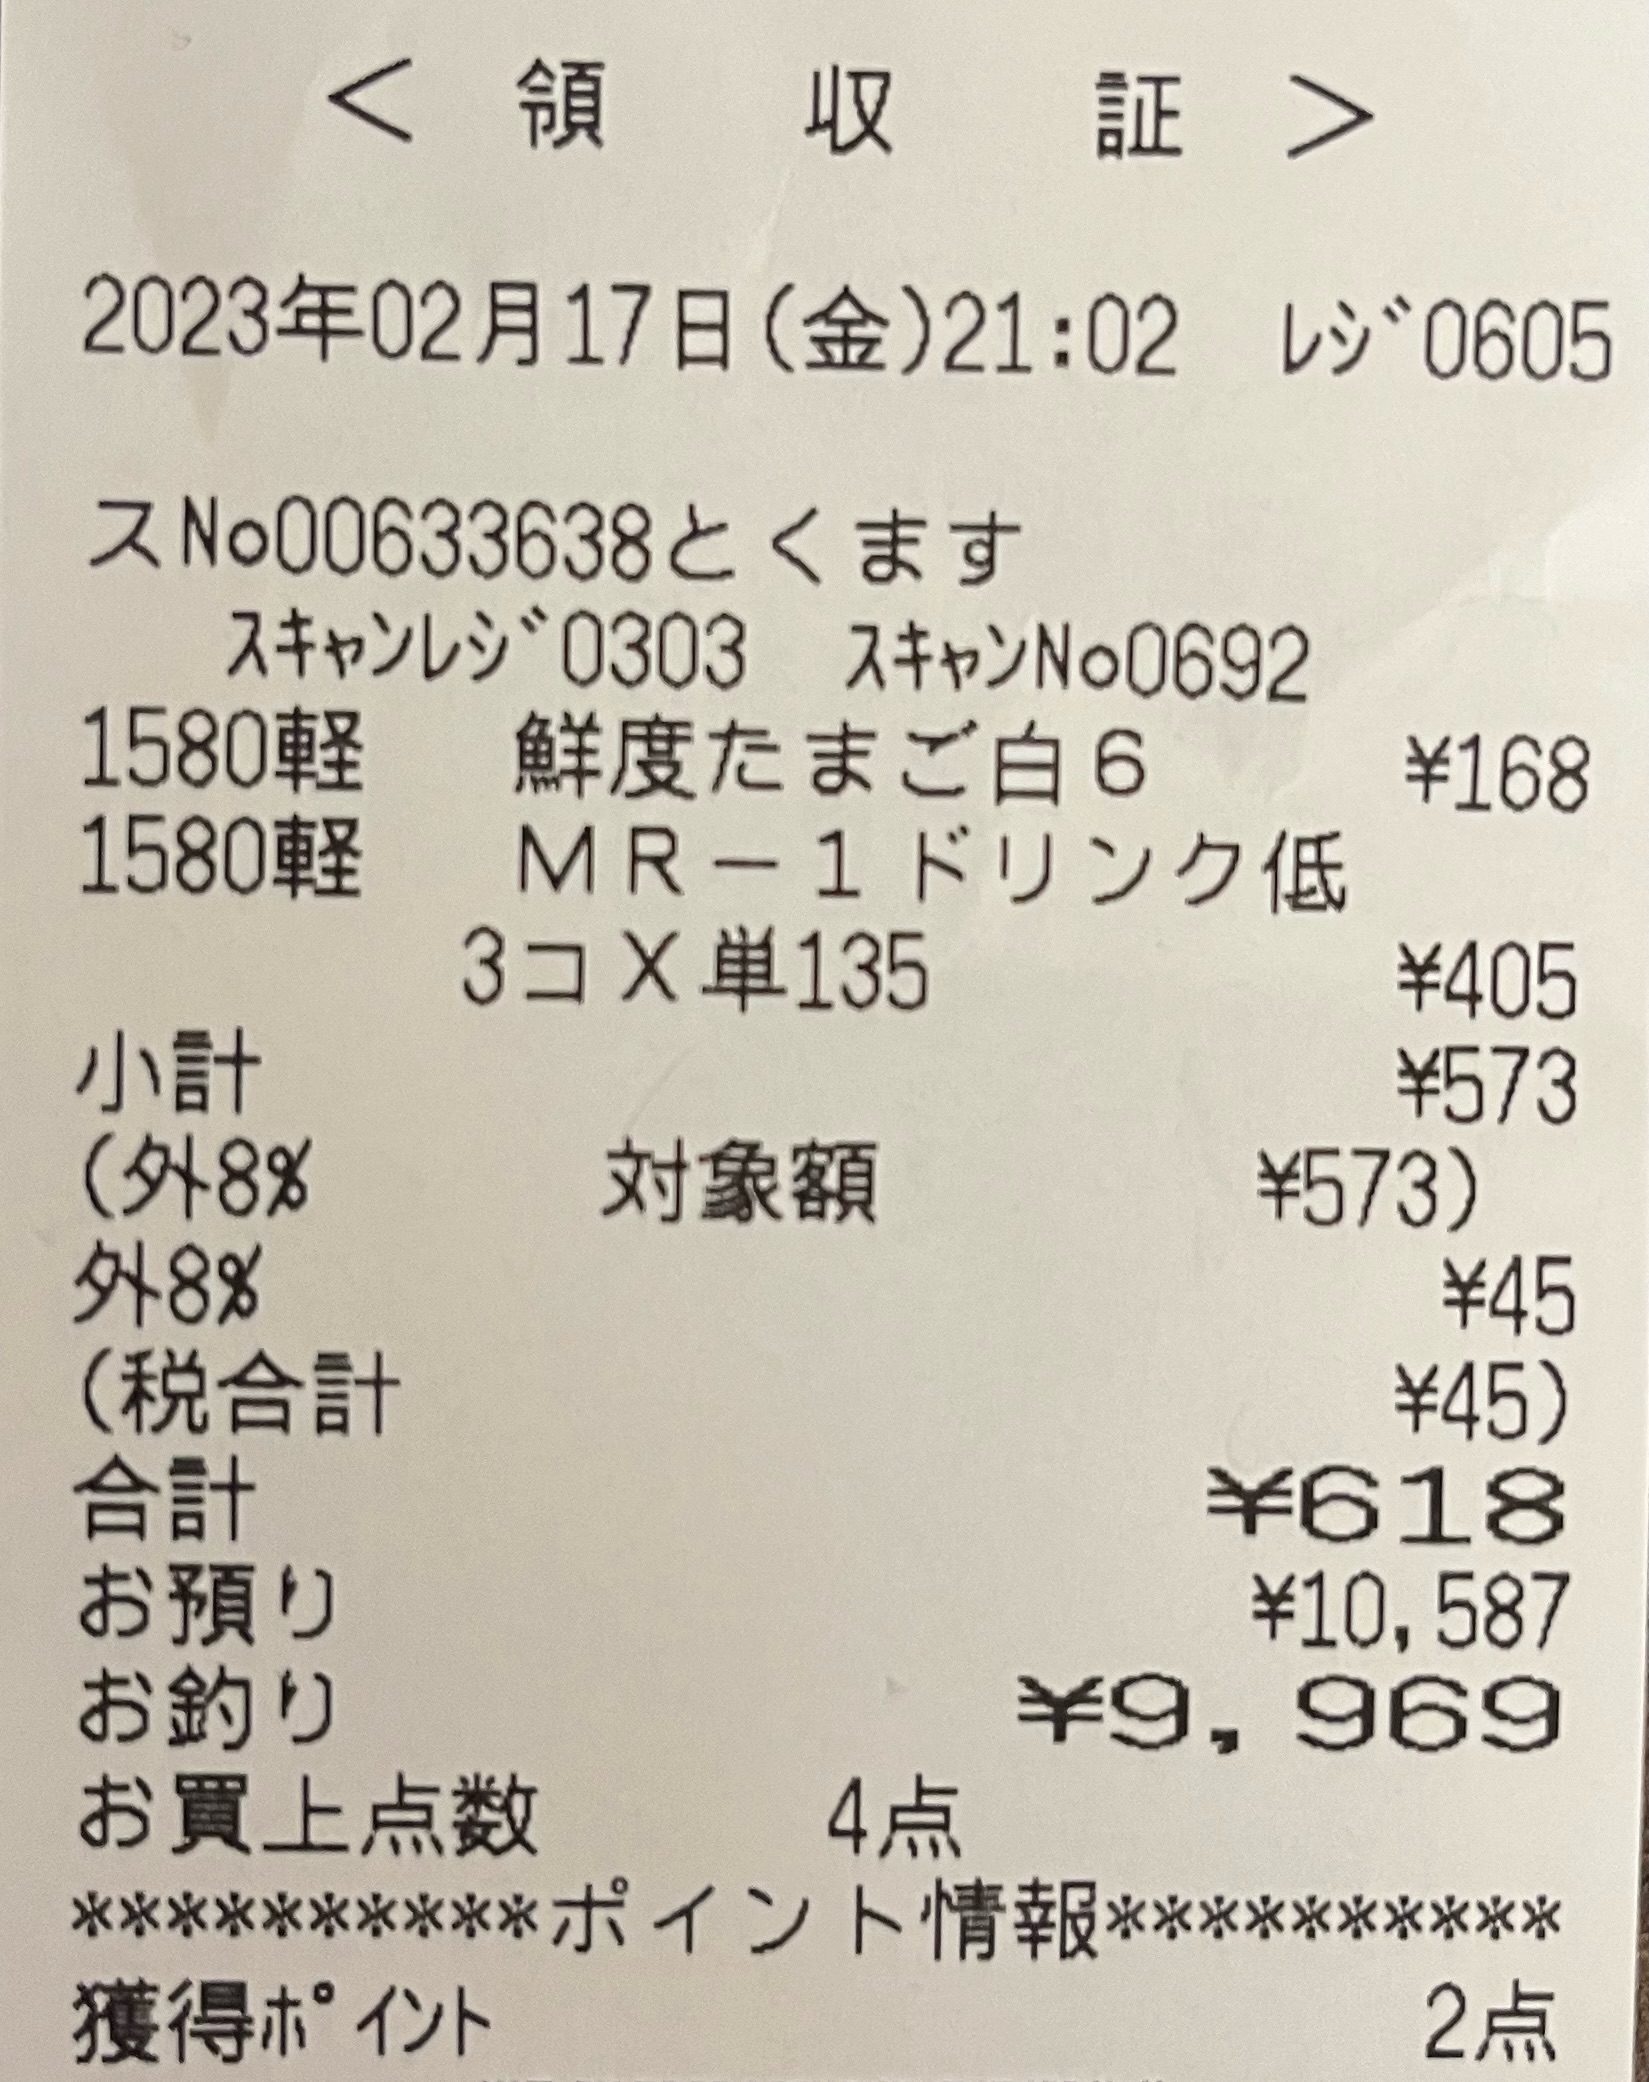 ＜ 領 収 証 ＞
2023年02月17日(金)21:02 ﾚｼﾞ0605
スNo00633638とくます
ｽｷｬﾝﾚｼﾞ0303 ｽｷｬﾝNo0692
1580軽 鮮度たまご白６ ¥168
1580軽 ＭＲ－１ドリンク低
3コX単135 ¥405
小計 ¥573
(外8% 対象額 ¥573)
外8% ¥45
(税合計 ¥45)
合計 ¥618
お預り ¥10,587
お釣り ¥9,969
お買上点数 4点
**********ポイント情報**********
獲得ﾎﾟｲﾝﾄ 2点